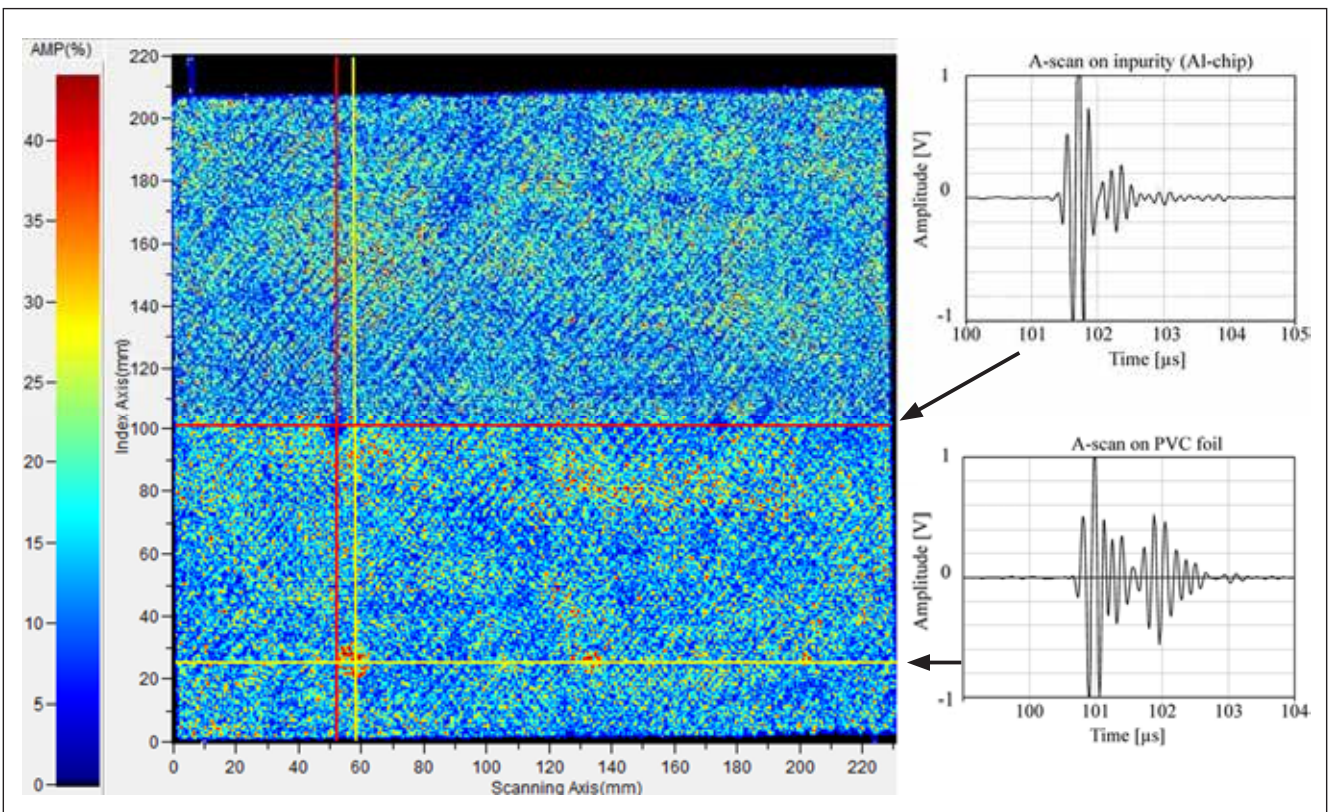 AMP(%)
40
35
30
25
20
15
10
5
0
Index Axis(mm)
220
200
180
160
140
120
100
80
60
40
20
0
0 20 40 60 80 100 120 140 160 180 200 220
Scanning Axis(mm)
A-scan on inpurity (AI-chip)
Amplitude [V]
1
0
-1
100 101 102 103 104 105
Time [µs]
A-scan on PVC foil
Amplitude [V]
1
0
-1
100 101 102 103 104
Time [µs]